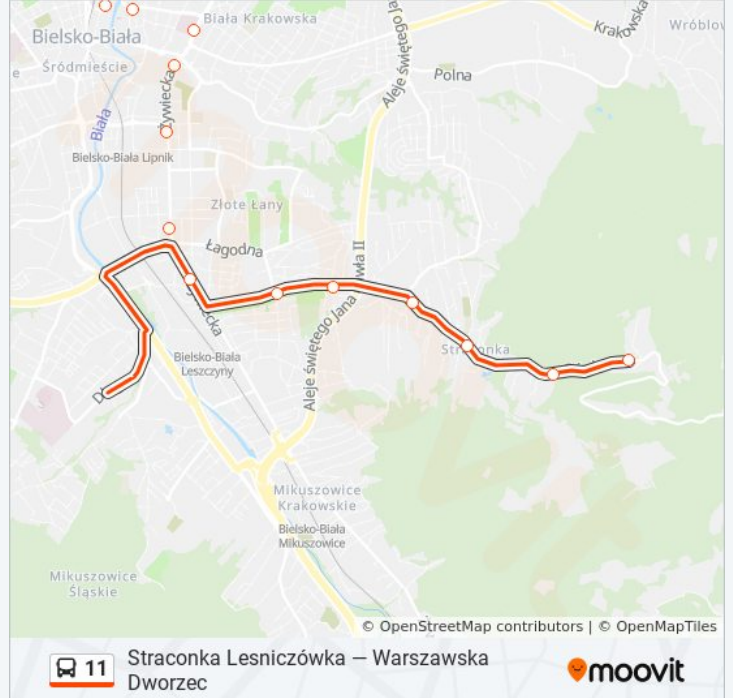 Biała Krakowska
Krakowska
Bielsko-Biała
Śródmieście
Polna
Aleje świętego Ja
Żywiecka
Biała
Bielsko-Biała Lipnik
Złote Łany
Łagodna
wła II
Aleje świętego Jana
Bielsko-Biała
Leszczyny
Mikuszowice
Krakowskie
Bielsko-Biała
Mikuszowice
Mikuszowice
Śląskie
© OpenStreetMap contributors | © OpenMapTiles
11
Straconka Lesniczówka — Warszawska
Dworzec
moovit